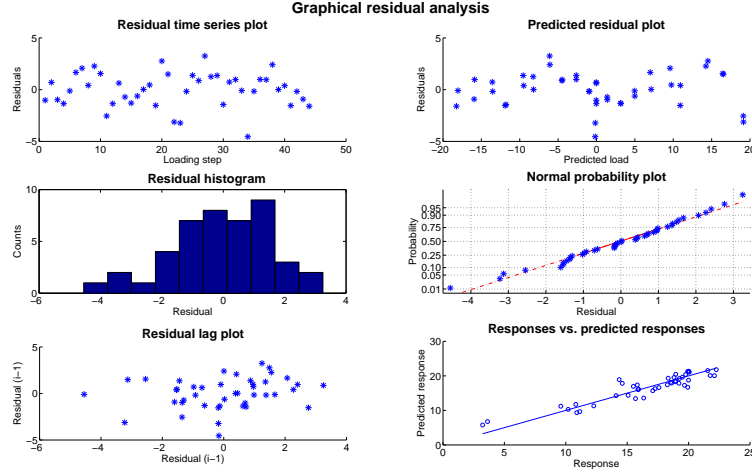 Graphical residual analysis
Residual time series plot
5
0
−5
Residuals
0 10 20 30 40 50
Loading step
Predicted residual plot
5
0
−5
Residuals
−20 −15 −10 −5 0 5 10 15 20
Predicted load
Residual histogram
10
5
0
Counts
−6 −4 −2 0 2 4
Residual
Normal probability plot
0.95
0.90
0.75
0.50
0.25
0.10
0.05
0.01
Probability
−4 −3 −2 −1 0 1 2 3
Residual
Residual lag plot
5
0
−5
Residual (i−1)
−6 −4 −2 0 2 4
Residual (i−1)
Responses vs. predicted responses
30
20
10
0
Predicted response
0 5 10 15 20 25
Response